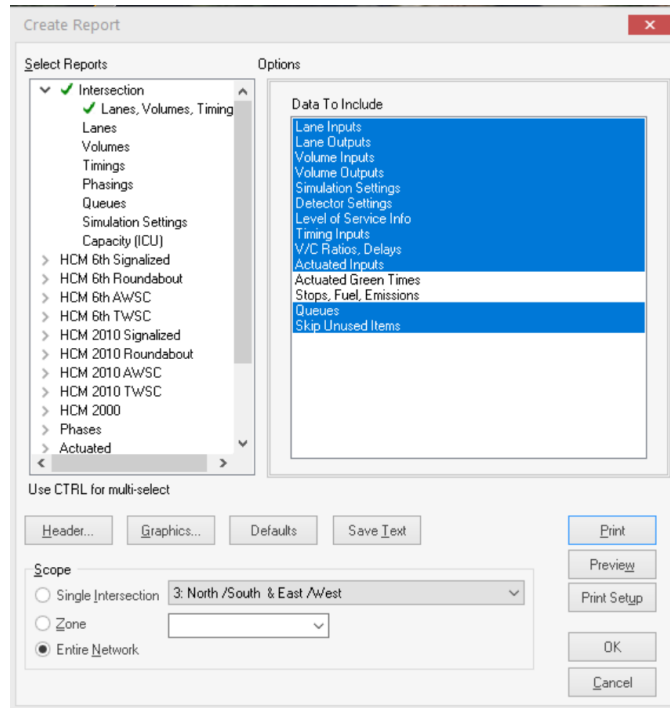 Create Report
Select Reports
Options
Intersection
Lanes, Volumes, Timing
Lanes
Volumes
Timings
Phasings
Queues
Simulation Settings
Capacity (ICU)
HCM 6th Signalized
HCM 6th Roundabout
HCM 6th AWSC
HCM 6th TWSC
HCM 2010 Signalized
HCM 2010 Roundabout
HCM 2010 AWSC
HCM 2010 TWSC
HCM 2000
Phases
Actuated
Data To Include
Lane Inputs
Lane Outputs
Volume Inputs
Volume Outputs
Simulation Settings
Detector Settings
Level of Service Info
Timing Inputs
V/C Ratios, Delays
Actuated Inputs
Actuated Green Times
Stops, Fuel, Emissions
Queues
Skip Unused Items
Use CTRL for multi-select
Header... Graphics... Defaults Save Text Print
Preview
Print Setup
OK
Cancel
Scope
Single Intersection 3: North /South & East /West
Zone
Entire Network